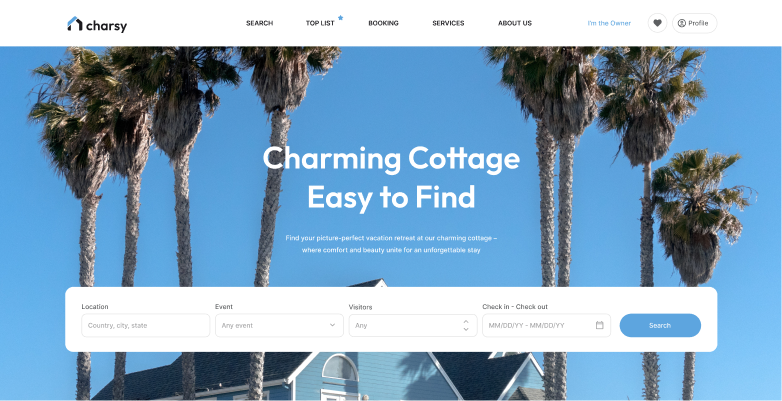 charsy
SEARCH
TOP LIST
BOOKING
SERVICES
ABOUT US
I'm the Owner
Profile
Charming Cottage
Easy to Find
Find your picture-perfect vacation retreat at our charming cottage –
where comfort and beauty unite for an unforgettable stay
Location
Event
Visitors
Check in - Check out
Country, city, state
Any event
Any
MM/DD/YY - MM/DD/YY
Search